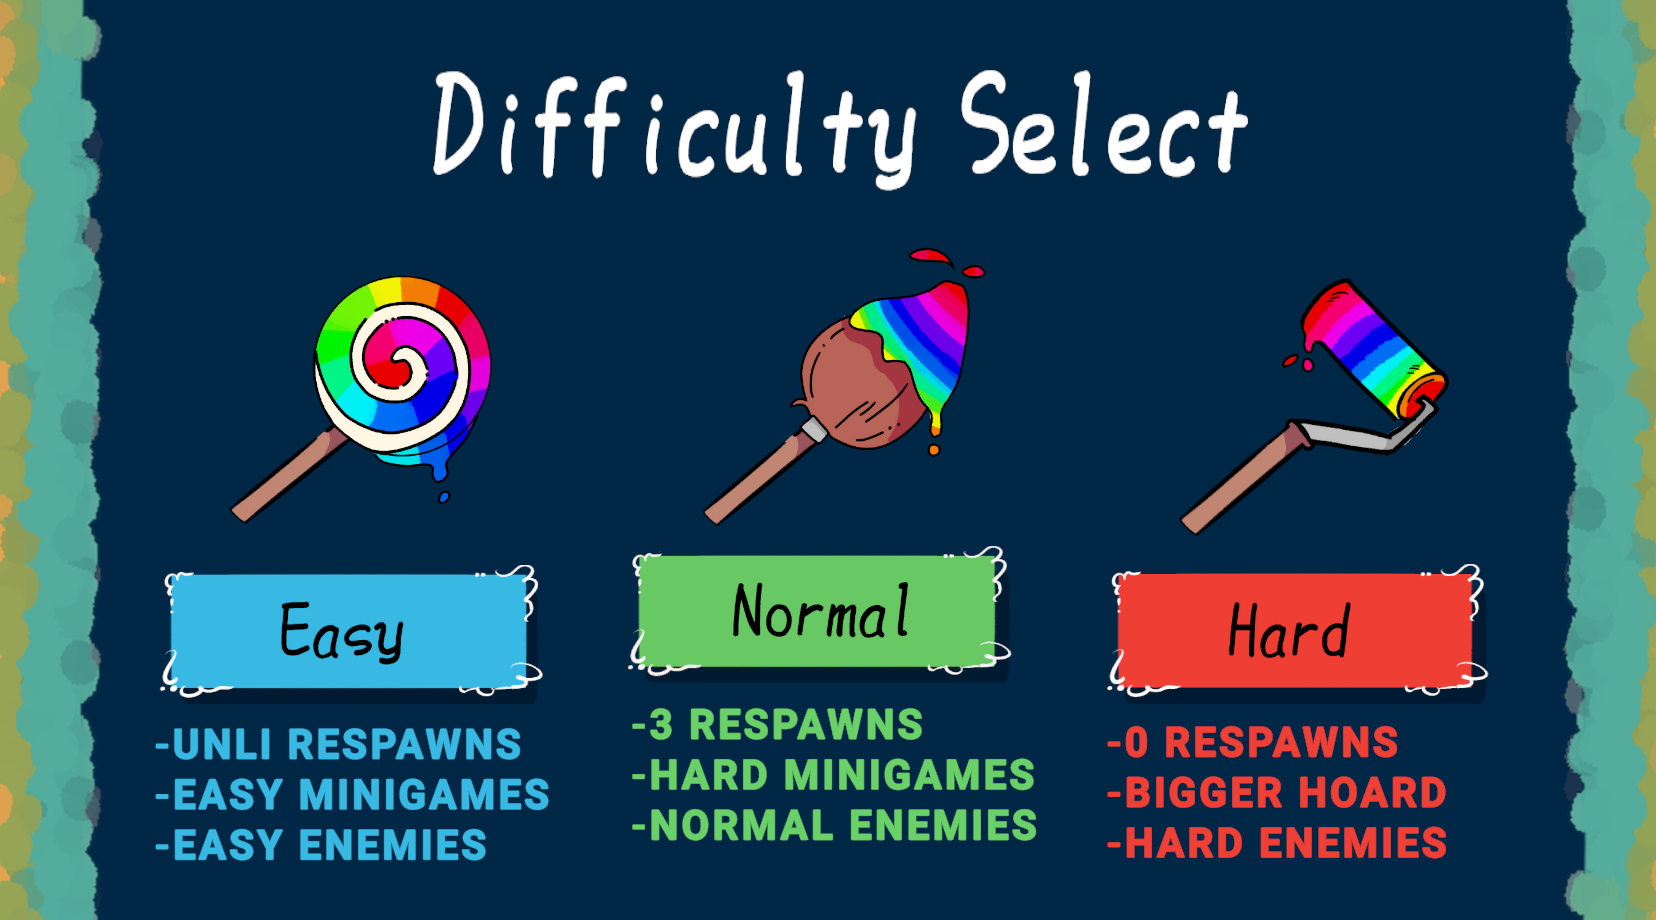 Difficulty Select
Easy
-UNLI RESPAWNS
-EASY MINIGAMES
-EASY ENEMIES
Normal
-3 RESPAWNS
-HARD MINIGAMES
-NORMAL ENEMIES
Hard
-0 RESPAWNS
-BIGGER HOARD
-HARD ENEMIES